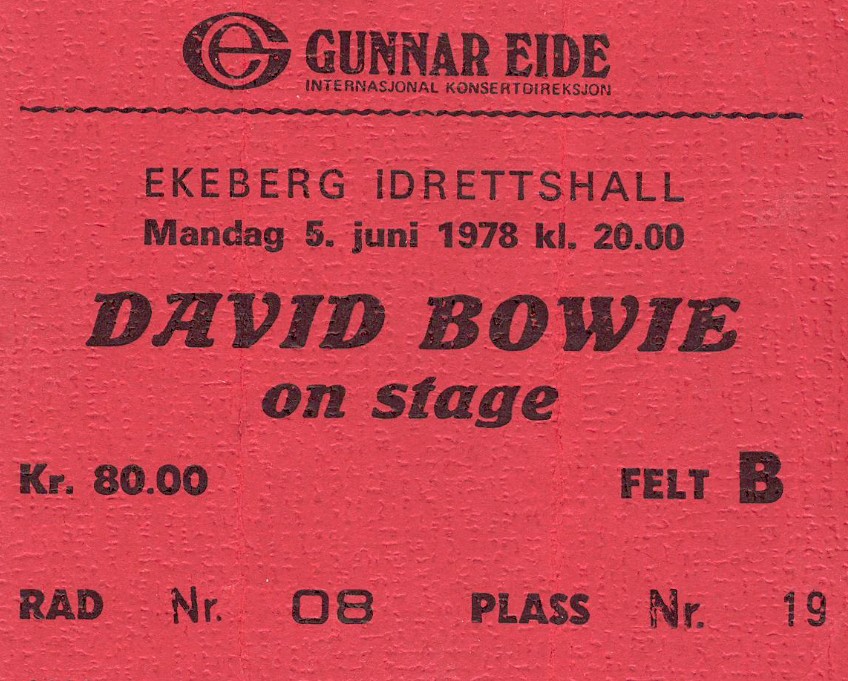 GUNNAR EIDE
INTERNASJONAL KONSERTDIREKSJON
EKEBERG IDRETTSHALL
Mandag 5. juni 1978 kl. 20.00
DAVID BOWIE
on stage
Kr. 80.00 FELT B
RAD Nr. 08 PLASS Nr. 19